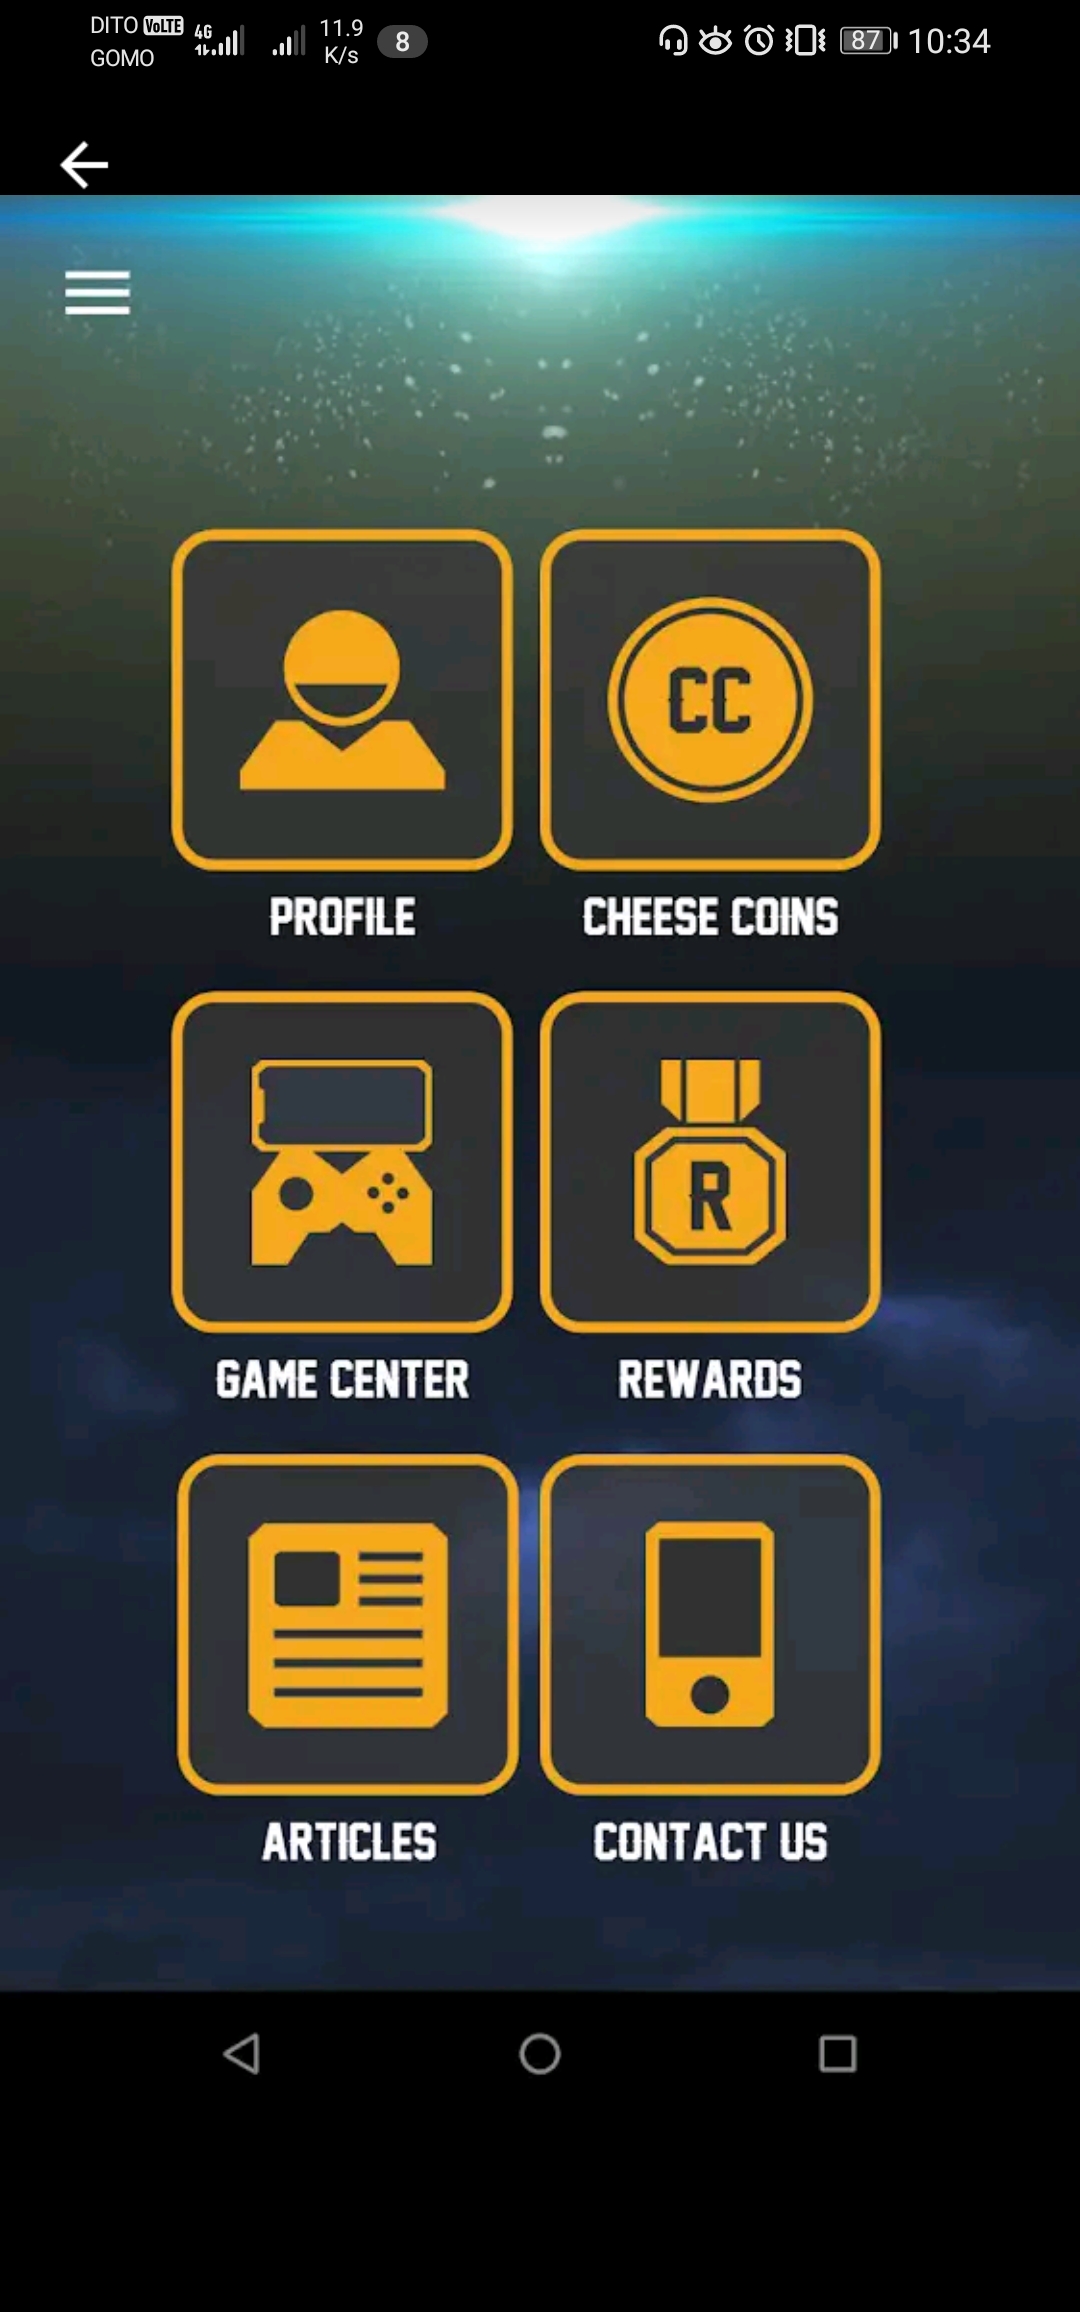 DITO VoLTE 4G 11.9 8 87 10:34
GOMO K/s
CC
PROFILE CHEESE COINS
R
GAME CENTER REWARDS
ARTICLES CONTACT US